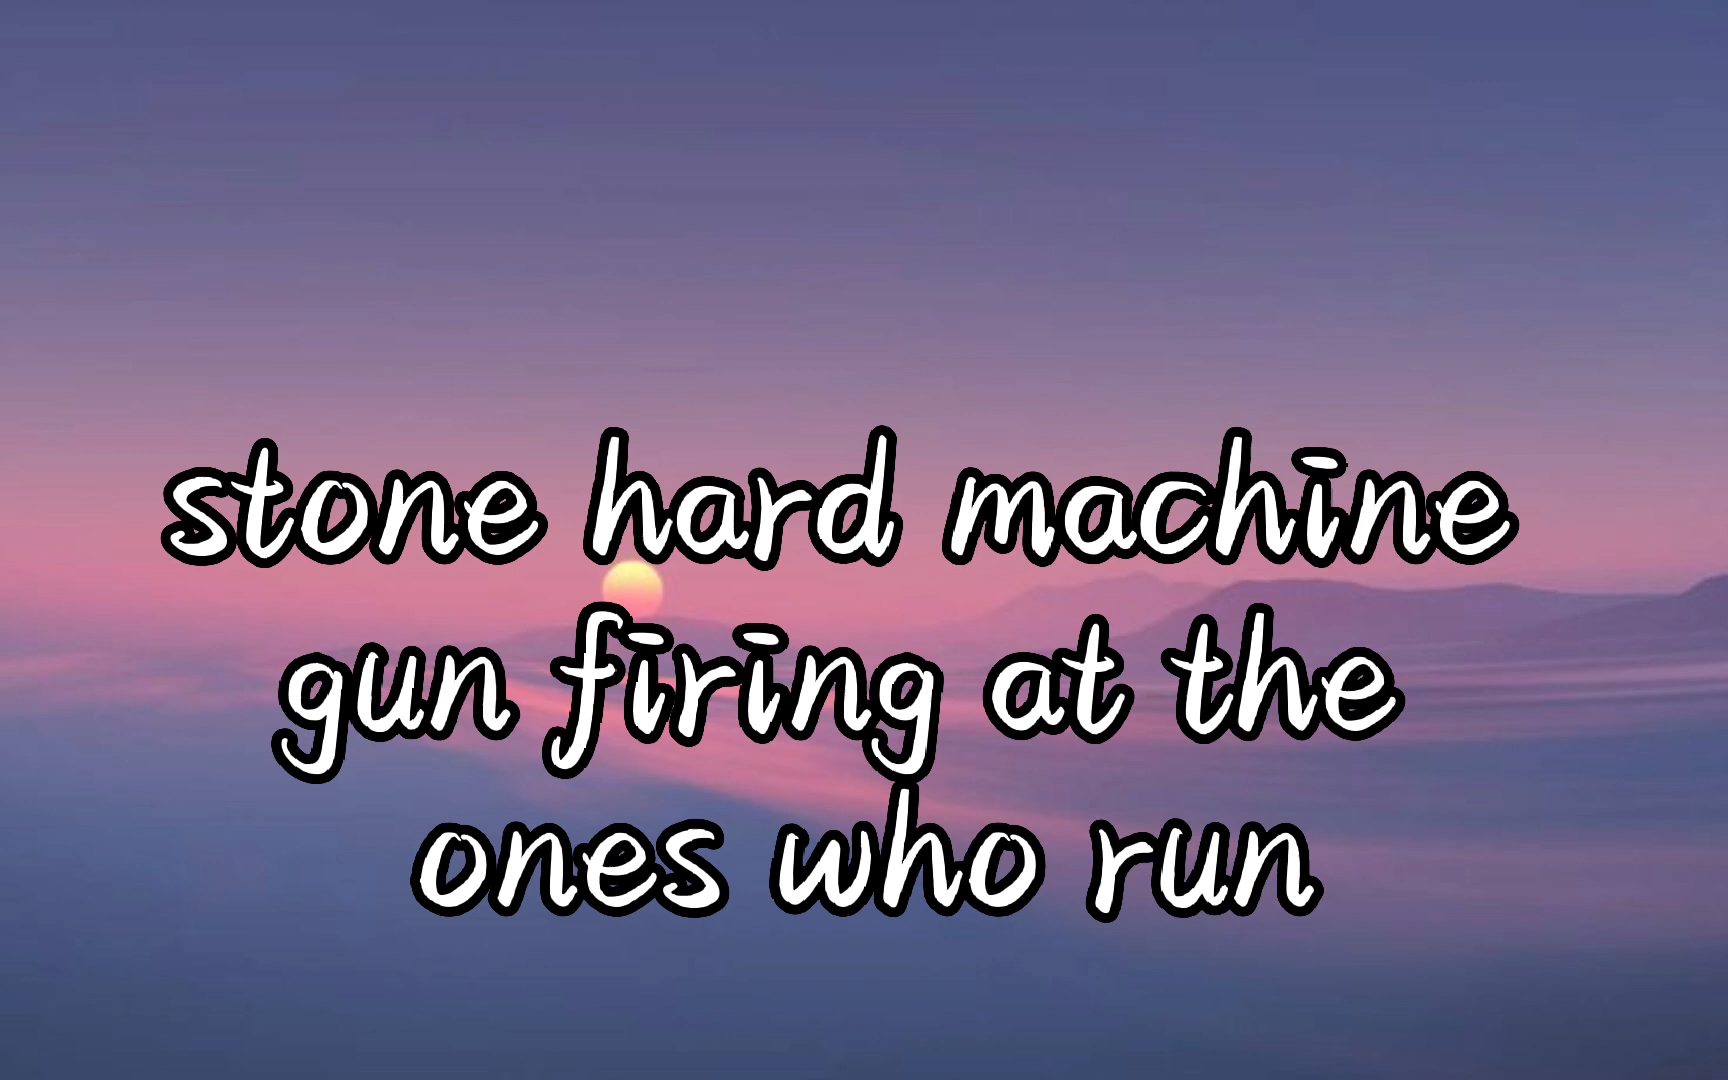 stone hard machine
gun firing at the
ones who run